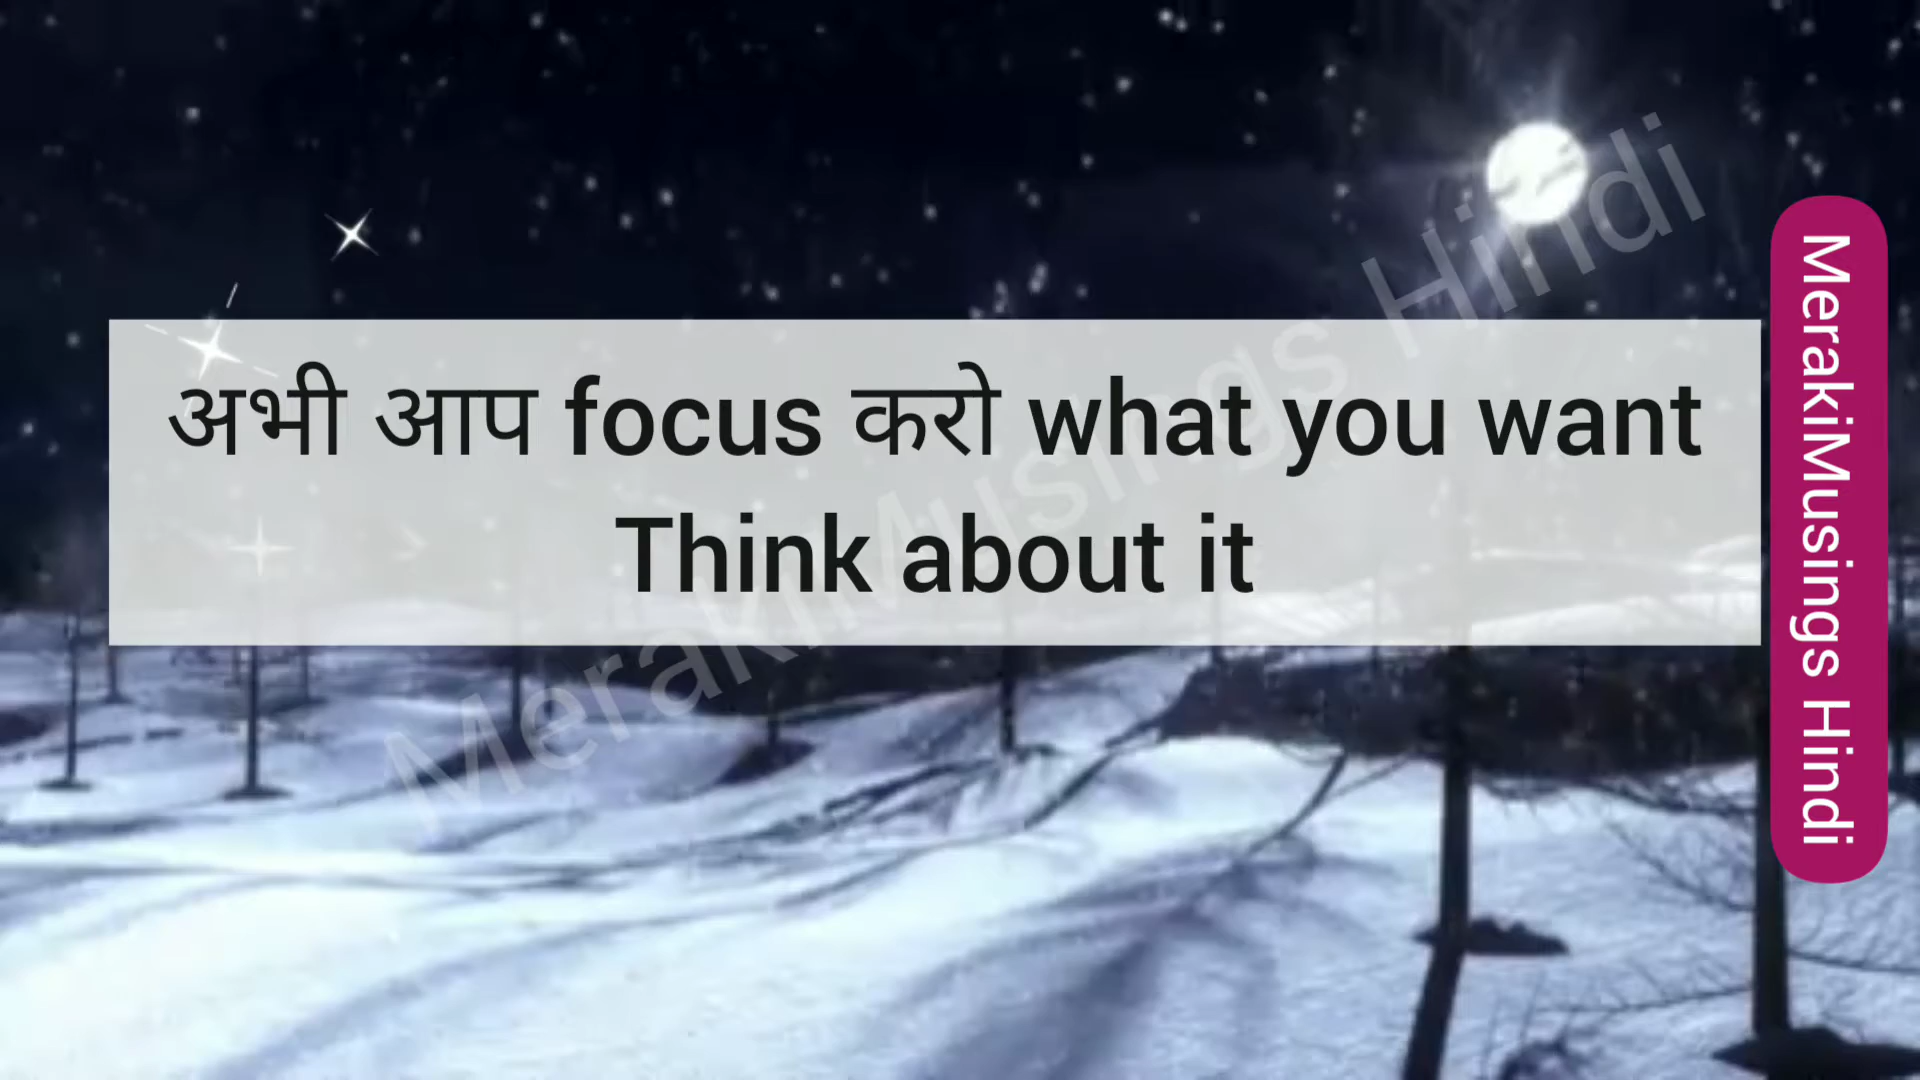 अभी आप focus करो what you want
Think about it
MerakiMusings Hindi
MerakiMusings Hindi